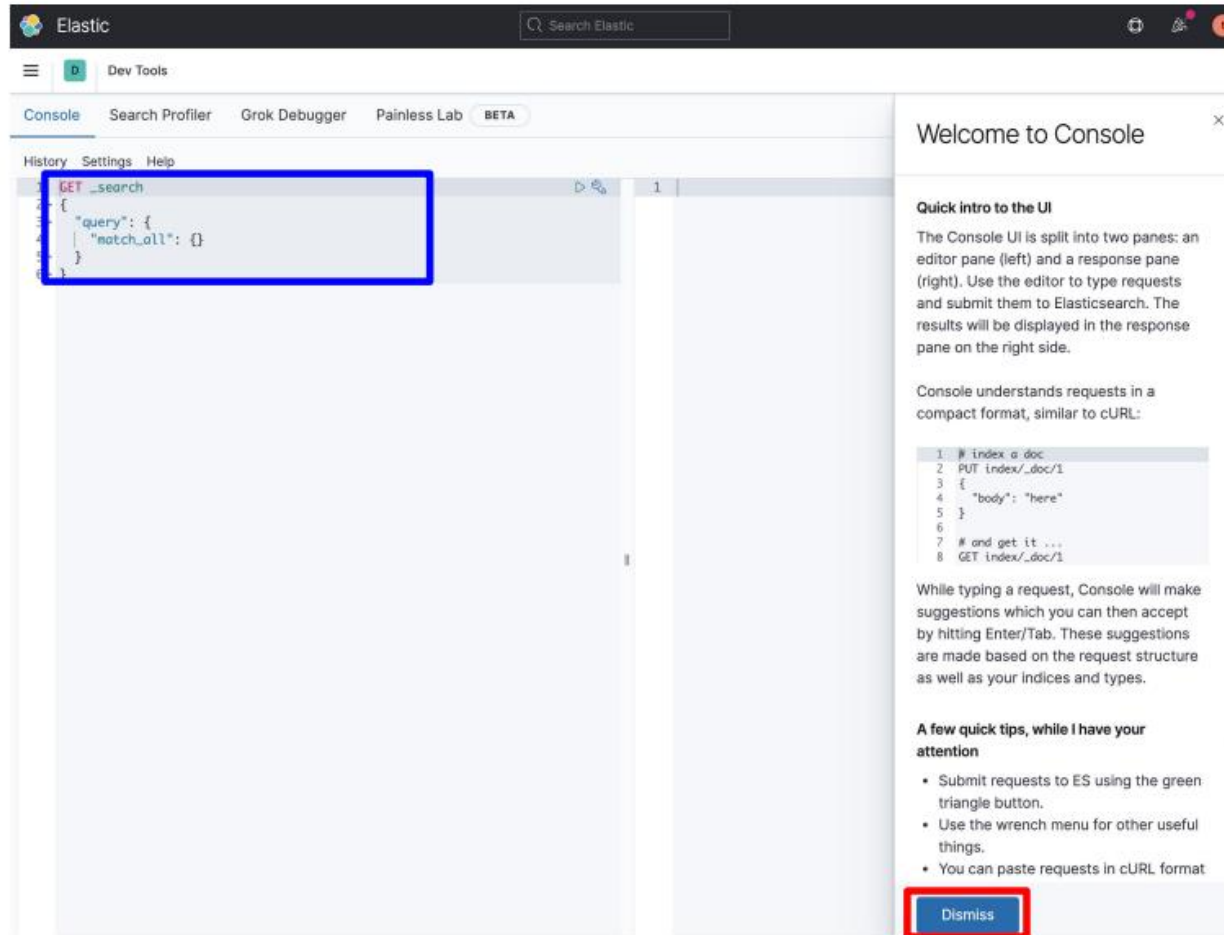 Elastic
Search Elastic
D Dev Tools
Console Search Profiler Grok Debugger Painless Lab BETA
History Settings Help
1 GET _search
2 {
3 "query": {
4 "match_all": {}
5 }
6 }
1
Welcome to Console
Quick intro to the UI
The Console UI is split into two panes: an
editor pane (left) and a response pane
(right). Use the editor to type requests
and submit them to Elasticsearch. The
results will be displayed in the response
pane on the right side.
Console understands requests in a
compact format, similar to cURL:
1 # index a doc
2 PUT index/_doc/1
3 {
4 "body": "here"
5 }
6
7 # and get it ...
8 GET index/_doc/1
While typing a request, Console will make
suggestions which you can then accept
by hitting Enter/Tab. These suggestions
are made based on the request structure
as well as your indices and types.
A few quick tips, while I have your
attention
• Submit requests to ES using the green
triangle button.
• Use the wrench menu for other useful
things.
• You can paste requests in cURL format
Dismiss